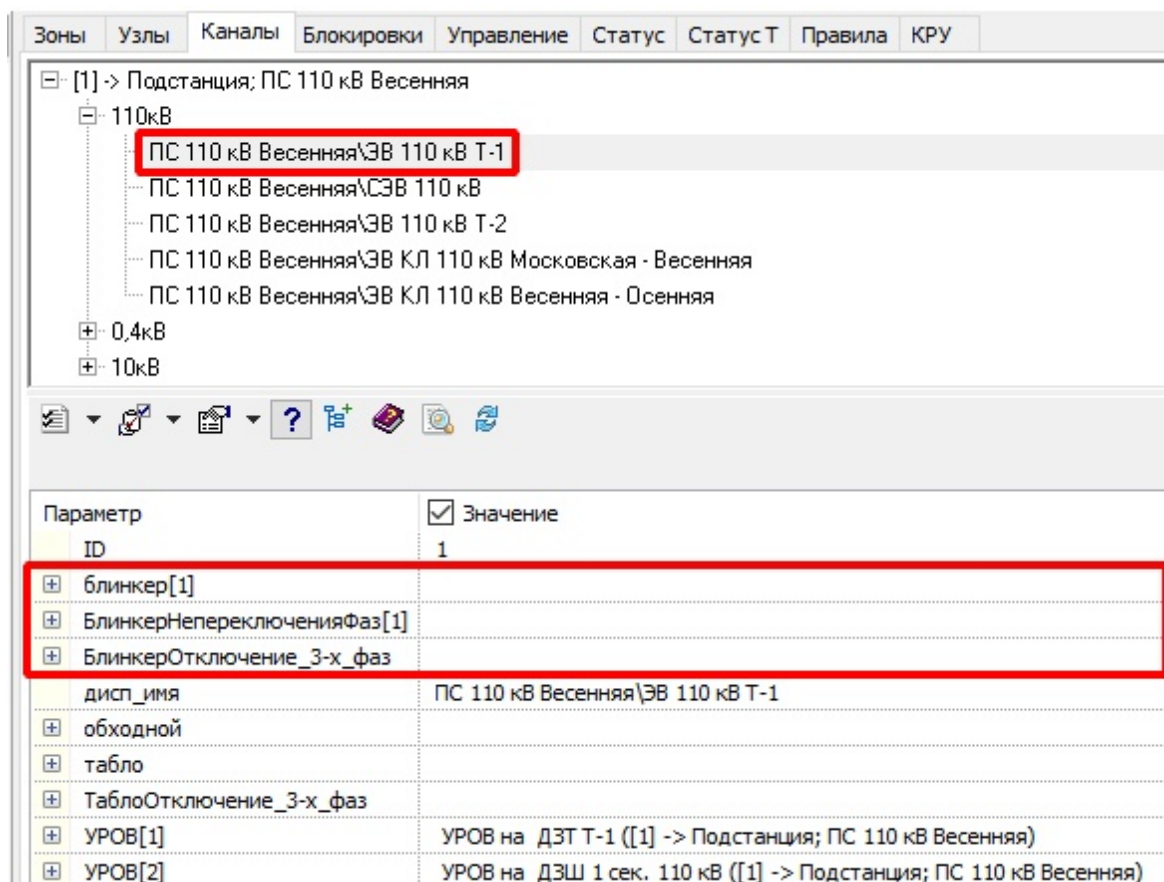 Зоны Узлы Каналы Блокировки Управление Статус Статус Т Правила КРУ
[1] -> Подстанция; ПС 110 кВ Весенняя
110кВ
ПС 110 кВ Весенняя\ЭВ 110 кВ Т-1
ПС 110 кВ Весенняя\СЭВ 110 кВ
ПС 110 кВ Весенняя\ЭВ 110 кВ Т-2
ПС 110 кВ Весенняя\ЭВ КЛ 110 кВ Московская - Весенняя
ПС 110 кВ Весенняя\ЭВ КЛ 110 кВ Весенняя - Осенняя
0,4кВ
10кВ
?
Параметр Значение
ID 1
блинкер[1]
БлинкерНепереключенияФаз[1]
БлинкерОтключение_3-х_фаз
дисп_имя ПС 110 кВ Весенняя\ЭВ 110 кВ Т-1
обходной
табло
ТаблоОтключение_3-х_фаз
УРОВ[1] УРОВ на ДЗТ Т-1 ([1] -> Подстанция; ПС 110 кВ Весенняя)
УРОВ[2] УРОВ на ДЗШ 1 сек. 110 кВ ([1] -> Подстанция; ПС 110 кВ Весенняя)